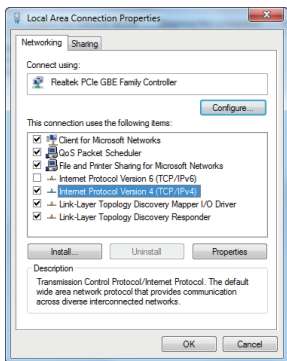 Local Area Connection Properties
Networking Sharing
Connect using:
Realtek PCIe GBE Family Controller
Configure...
This connection uses the following items:
Client for Microsoft Networks
QoS Packet Scheduler
File and Printer Sharing for Microsoft Networks
Internet Protocol Version 6 (TCP/IPv6)
Internet Protocol Version 4 (TCP/IPv4)
Link-Layer Topology Discovery Mapper I/O Driver
Link-Layer Topology Discovery Responder
Install... Uninstall Properties
Description
Transmission Control Protocol/Internet Protocol. The default
wide area network protocol that provides communication
across diverse interconnected networks.
OK Cancel